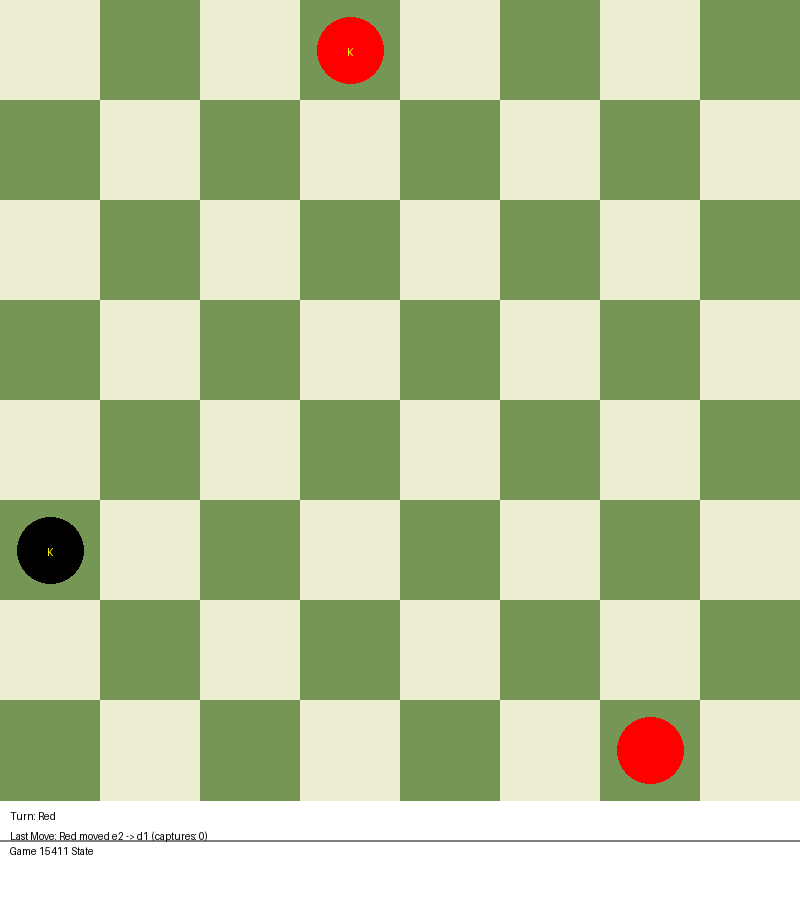 K
K
Turn: Red
Last Move: Red moved e2 -> d1 (captures: 0)
Game 15411 State